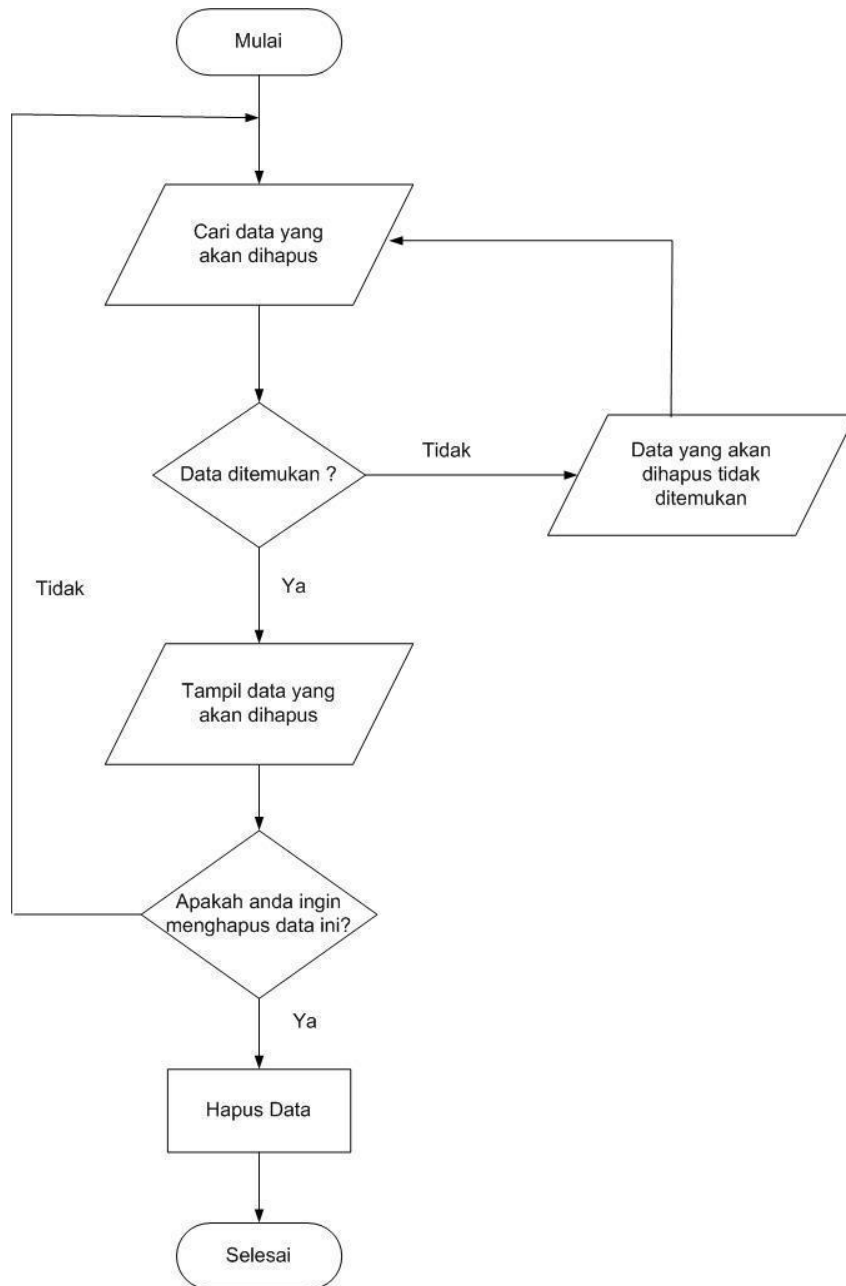 Mulai
Cari data yang
akan dihapus
Data ditemukan ?
Tidak
Data yang akan
dihapus tidak
ditemukan
Ya
Tidak
Tampil data yang
akan dihapus
Apakah anda ingin
menghapus data ini?
Ya
Hapus Data
Selesai